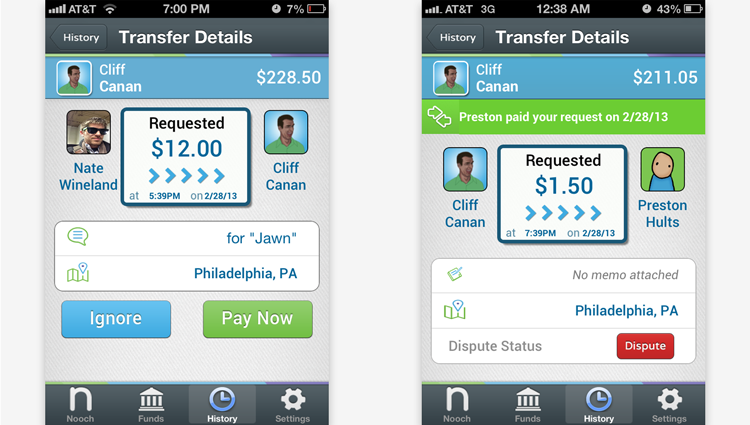 AT&T 7:00 PM 7%
History Transfer Details
Cliff
Canan
$228.50
Requested
$12.00
at 5:39PM on 2/28/13
Nate
Wineland
Cliff
Canan
for "Jawn"
Philadelphia, PA
Ignore Pay Now
Nooch Funds History Settings
AT&T 3G 12:38 AM 43%
History Transfer Details
Cliff
Canan
$211.05
Preston paid your request on 2/28/13
Requested
$1.50
at 7:39PM on 2/28/13
Cliff
Canan
Preston
Hults
No memo attached
Philadelphia, PA
Dispute Status Dispute
Nooch Funds History Settings